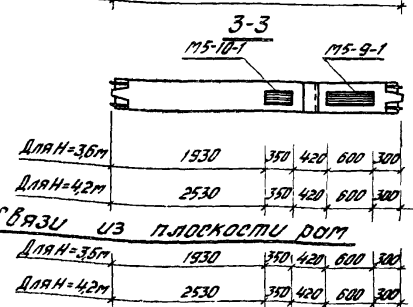 3-3
М5-10-1 М5-9-1
Для Н=3,6м 1930 350 420 600 300
Для Н=4,2м 2530 350 420 600 300
Связи из плоскости рам
Для Н=3,6м 1930 350 420 600 300
Для Н=4,2м 2530 350 420 600 300